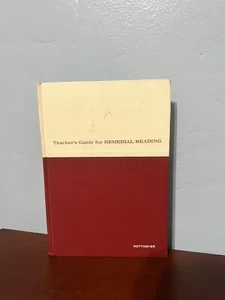 Teacher's Guide for REMEDIAL READING
KOTTMEYER